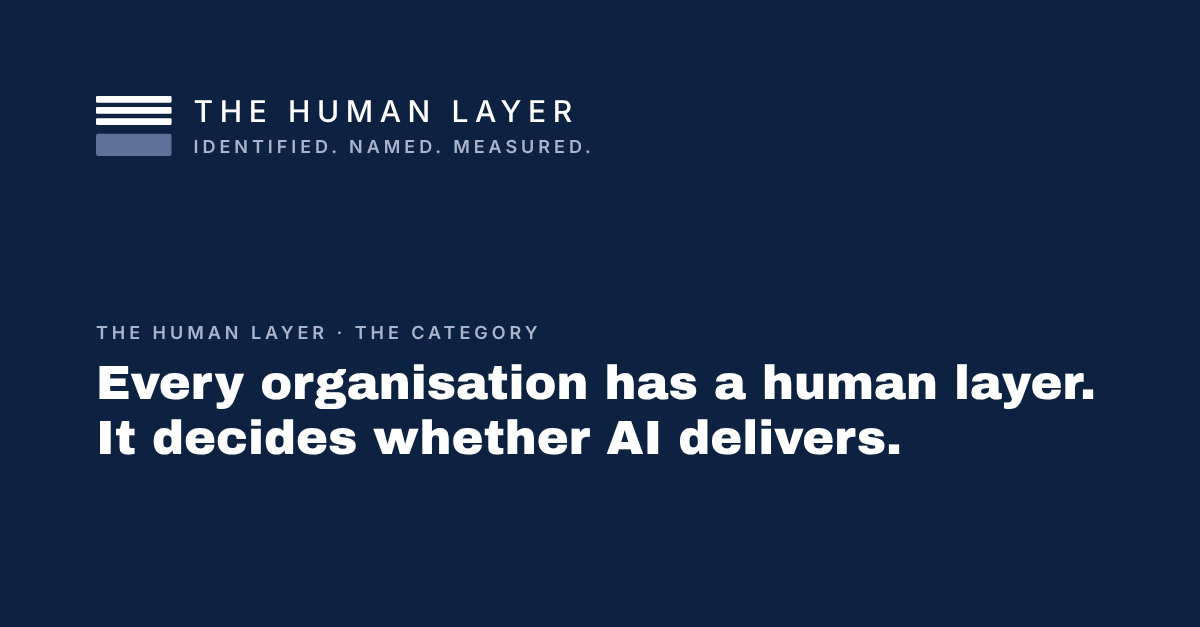 THE HUMAN LAYER
IDENTIFIED. NAMED. MEASURED.
THE HUMAN LAYER · THE CATEGORY
Every organisation has a human layer.
It decides whether AI delivers.